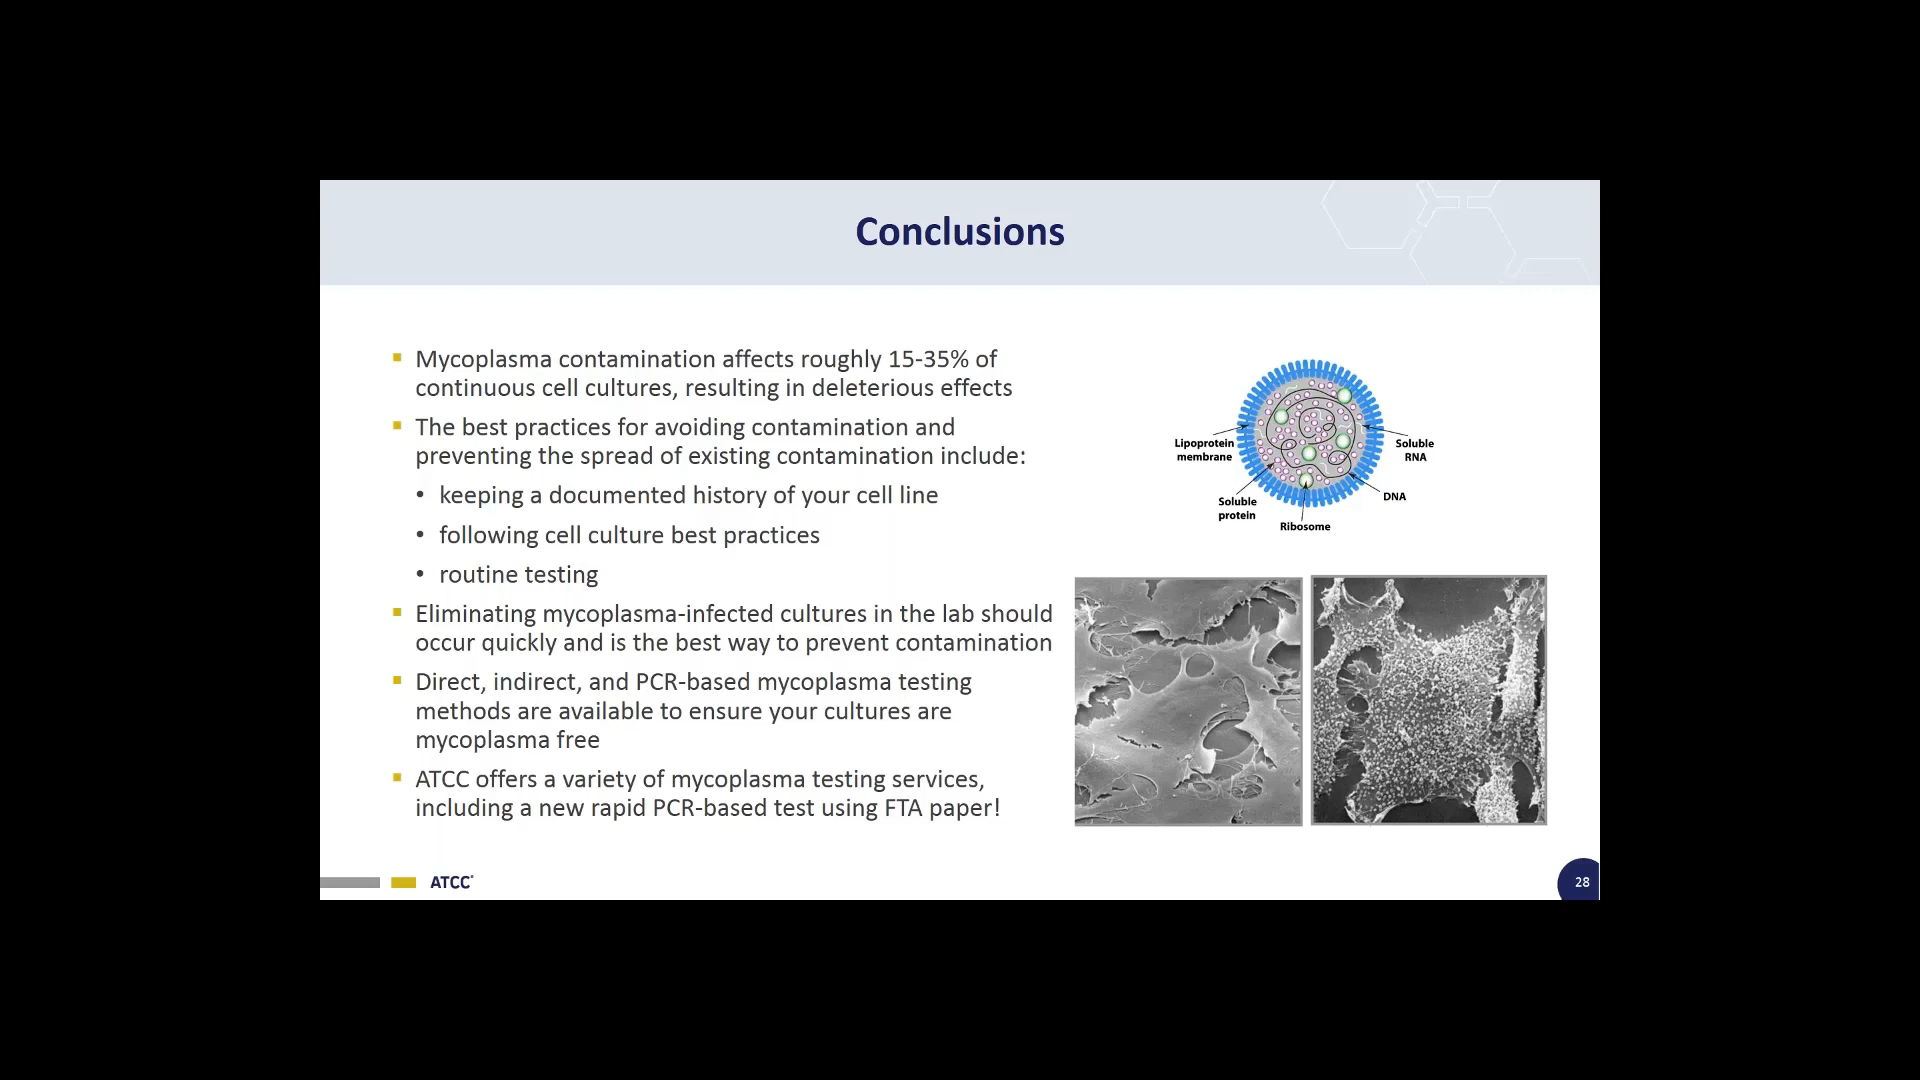 Conclusions
▪ Mycoplasma contamination affects roughly 15-35% of
continuous cell cultures, resulting in deleterious effects
▪ The best practices for avoiding contamination and
preventing the spread of existing contamination include:
• keeping a documented history of your cell line
• following cell culture best practices
• routine testing
▪ Eliminating mycoplasma-infected cultures in the lab should
occur quickly and is the best way to prevent contamination
▪ Direct, indirect, and PCR-based mycoplasma testing
methods are available to ensure your cultures are
mycoplasma free
▪ ATCC offers a variety of mycoplasma testing services,
including a new rapid PCR-based test using FTA paper!
Lipoprotein
membrane
Soluble
RNA
Soluble
protein
DNA
Ribosome
ATCC®
28